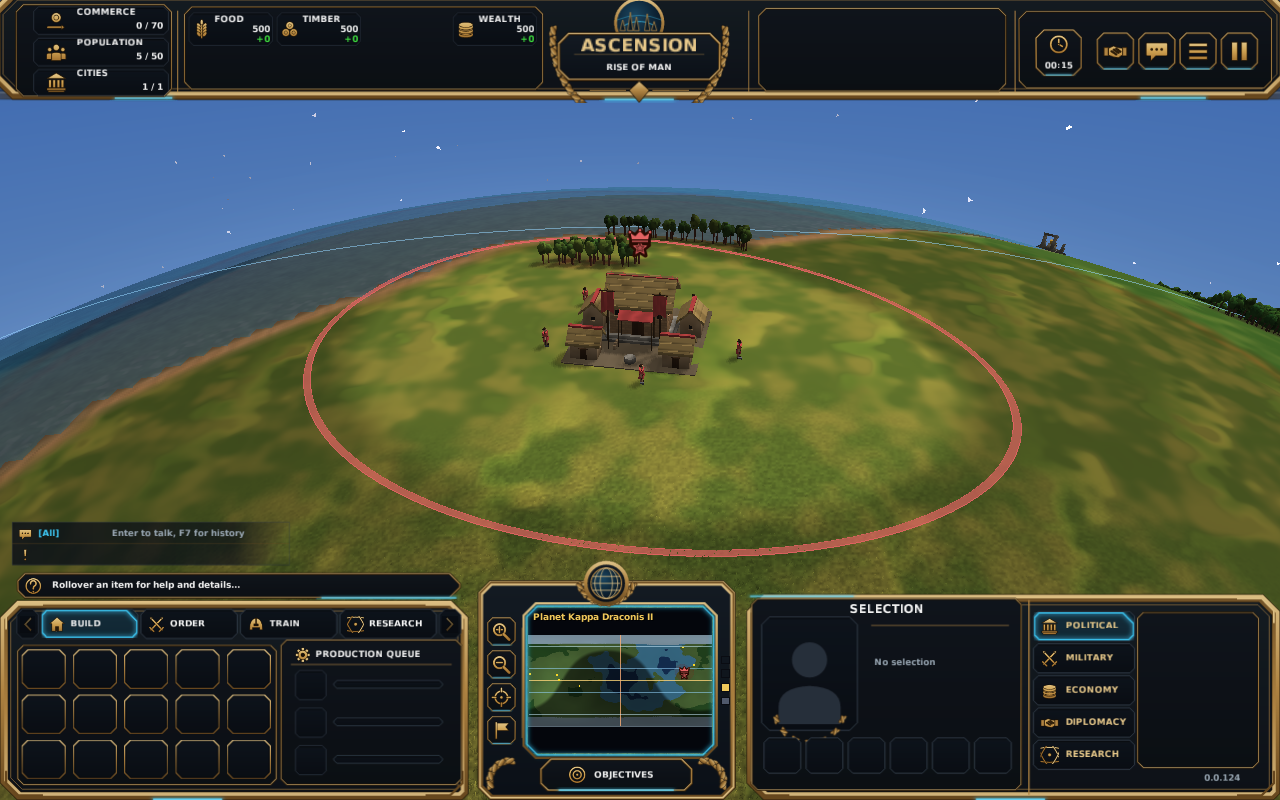 COMMERCE
0 / 70
POPULATION
5 / 50
CITIES
1 / 1
FOOD
500
+0
TIMBER
500
+0
WEALTH
500
+0
ASCENSION
RISE OF MAN
00:15
[All] Enter to talk, F7 for history
!
Rollover an item for help and details...
BUILD
ORDER
TRAIN
RESEARCH
PRODUCTION QUEUE
Planet Kappa Draconis II
OBJECTIVES
SELECTION
No selection
POLITICAL
MILITARY
ECONOMY
DIPLOMACY
RESEARCH
0.0.124